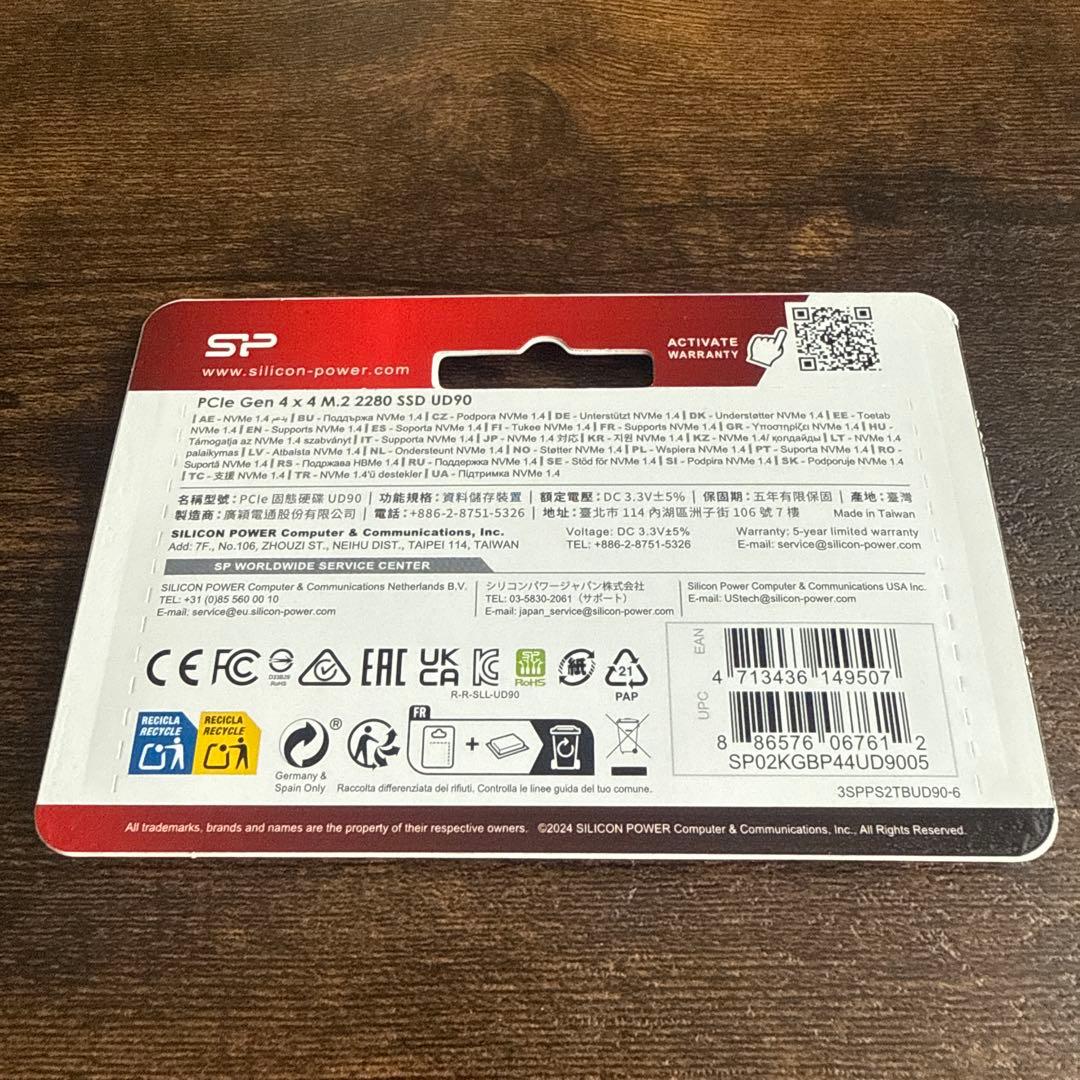 SP
www.silicon-power.com
ACTIVATE
WARRANTY
PCIe Gen 4 x 4 M.2 2280 SSD UD90
| AE - NVMe 1.4 دعم | BU - Поддържа NVMe 1.4 | CZ - Podpora NVMe 1.4 | DE - Unterstützt NVMe 1.4 | DK - Understøtter NVMe 1.4 | EE - Toetab
NVMe 1.4 | EN - Supports NVMe 1.4 | ES - Soporta NVMe 1.4 | FI - Tukee NVMe 1.4 | FR - Supports NVMe 1.4 | GR - Υποστηρίζει NVMe 1.4 | HU -
Támogatja az NVMe 1.4 szabványt | IT - Supporta NVMe 1.4 | JP - NVMe 1.4 対応 | KR - 지원 NVMe 1.4 | KZ - NVMe 1.4/ қолдайды | LT - NVMe 1.4
palaikymas | LV - Atbalsta NVMe 1.4 | NL - Ondersteunt NVMe 1.4 | NO - Støtter NVMe 1.4 | PL - Wspiera NVMe 1.4 | PT - Suporta NVMe 1.4 | RO -
Suportă NVMe 1.4 | RS - Подржава НВМе 1.4 | RU - Поддержка NVMe 1.4 | SE - Stöd för NVMe 1.4 | SI - Podpira NVMe 1.4 | SK - Podporuje NVMe 1.4
| TC - 支援 NVMe 1.4 | TR - NVMe 1.4'ü destekler | UA - Підтримка NVMe 1.4
名稱型號：PCIe 固態硬碟 UD90 | 功能規格：資料儲存裝置 | 額定電壓：DC 3.3V±5% | 保固期：五年有限保固 | 產地：臺灣
製造商：廣穎電通股份有限公司 | 電話：+886-2-8751-5326 | 地址：臺北市 114 內湖區洲子街 106 號 7 樓 Made in Taiwan
SILICON POWER Computer & Communications, Inc. Voltage: DC 3.3V±5% Warranty: 5-year limited warranty
Add: 7F., No.106, ZHOUZI ST., NEIHU DIST., TAIPEI 114, TAIWAN TEL: +886-2-8751-5326 E-mail: service@silicon-power.com
SP WORLDWIDE SERVICE CENTER
SILICON POWER Computer & Communications Netherlands B.V.
TEL: +31 (0)85 560 00 10
E-mail: service@eu.silicon-power.com
シリコンパワージャパン株式会社
TEL: 03-5830-2061（サポート）
E-mail: japan_service@silicon-power.com
Silicon Power Computer & Communications USA Inc.
E-mail: UStech@silicon-power.com
CE FC
D33B26
RoHS
EAC
UK
CA
R-R-SLL-UD90
SP
RoHS
紙
21
PAP
EAN
4 713436 149507
UPC
8 86576 06761 2
SP02KGBP44UD9005
3SPPS2TBUD90-6
RECICLA
RECYCLE
RECICLA
RECYCLE
®
Germany &
Spain Only
FR
+
Raccolta differenziata dei rifiuti. Controlla le linee guida del tuo comune.
All trademarks, brands and names are the property of their respective owners. ©2024 SILICON POWER Computer & Communications, Inc., All Rights Reserved.